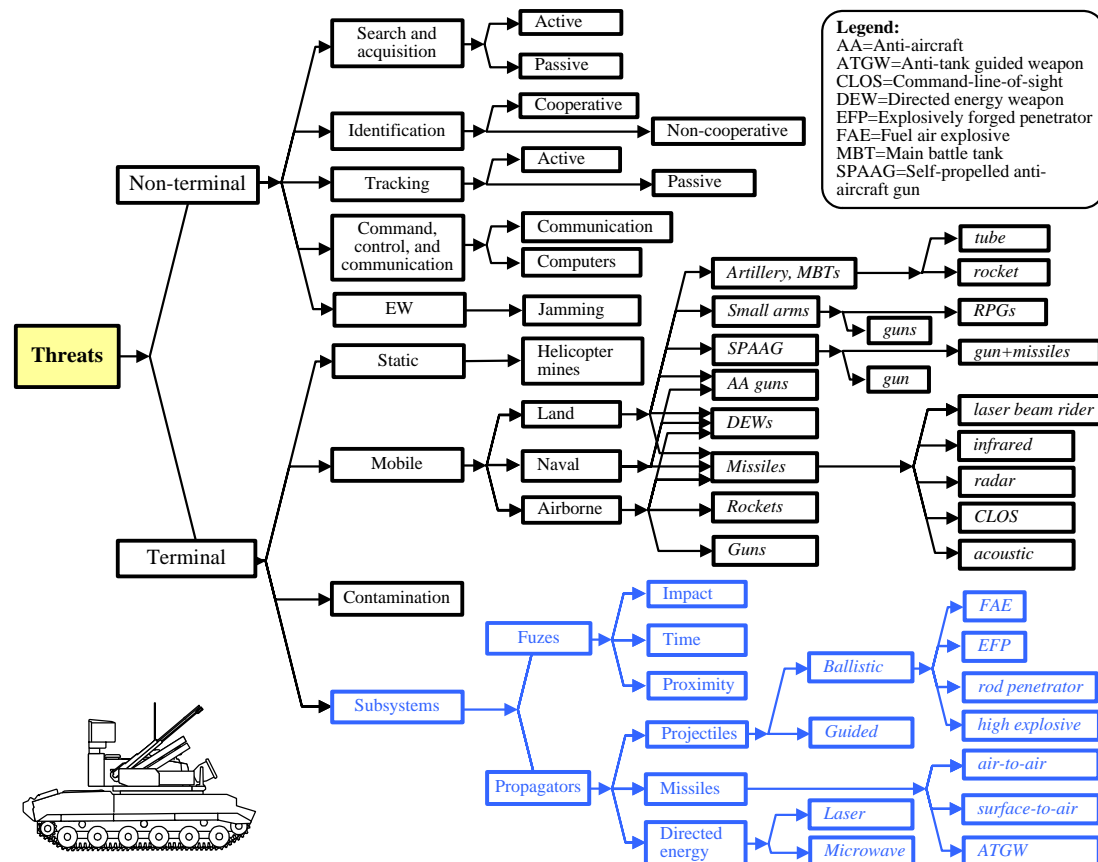 Legend:
AA=Anti-aircraft
ATGW=Anti-tank guided weapon
CLOS=Command-line-of-sight
DEW=Directed energy weapon
EFP=Explosively forged penetrator
FAE=Fuel air explosive
MBT=Main battle tank
SPAAG=Self-propelled anti-
aircraft gun
Threats
Non-terminal
Search and
acquisition
Active
Passive
Identification
Cooperative
Non-cooperative
Tracking
Active
Passive
Command,
control, and
communication
Communication
Computers
EW
Jamming
Terminal
Static
Helicopter
mines
Mobile
Land
Naval
Airborne
Artillery, MBTs
tube
rocket
Small arms
RPGs
guns
SPAAG
gun+missiles
gun
AA guns
DEWs
Missiles
laser beam rider
infrared
radar
CLOS
acoustic
Rockets
Guns
Contamination
Subsystems
Fuzes
Impact
Time
Proximity
Propagators
Projectiles
Ballistic
FAE
EFP
rod penetrator
high explosive
Guided
Missiles
air-to-air
surface-to-air
ATGW
Directed
energy
Laser
Microwave